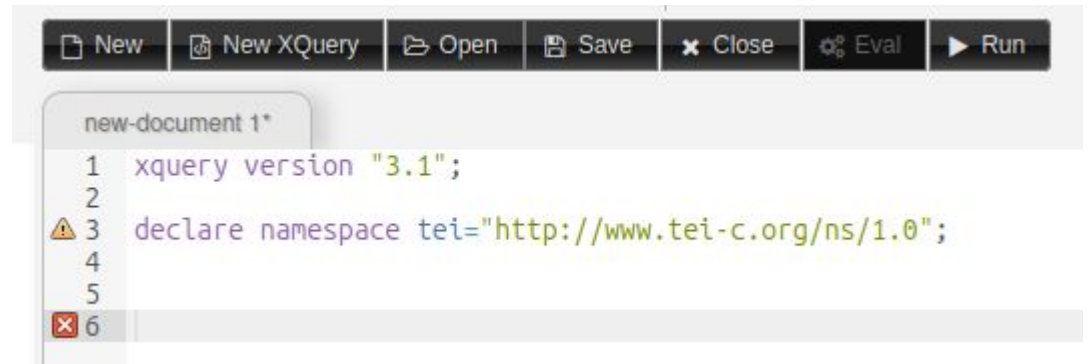 New New XQuery Open Save Close Eval Run
new-document 1*
1 xquery version "3.1";
2
3 declare namespace tei="http://www.tei-c.org/ns/1.0";
4
5
6